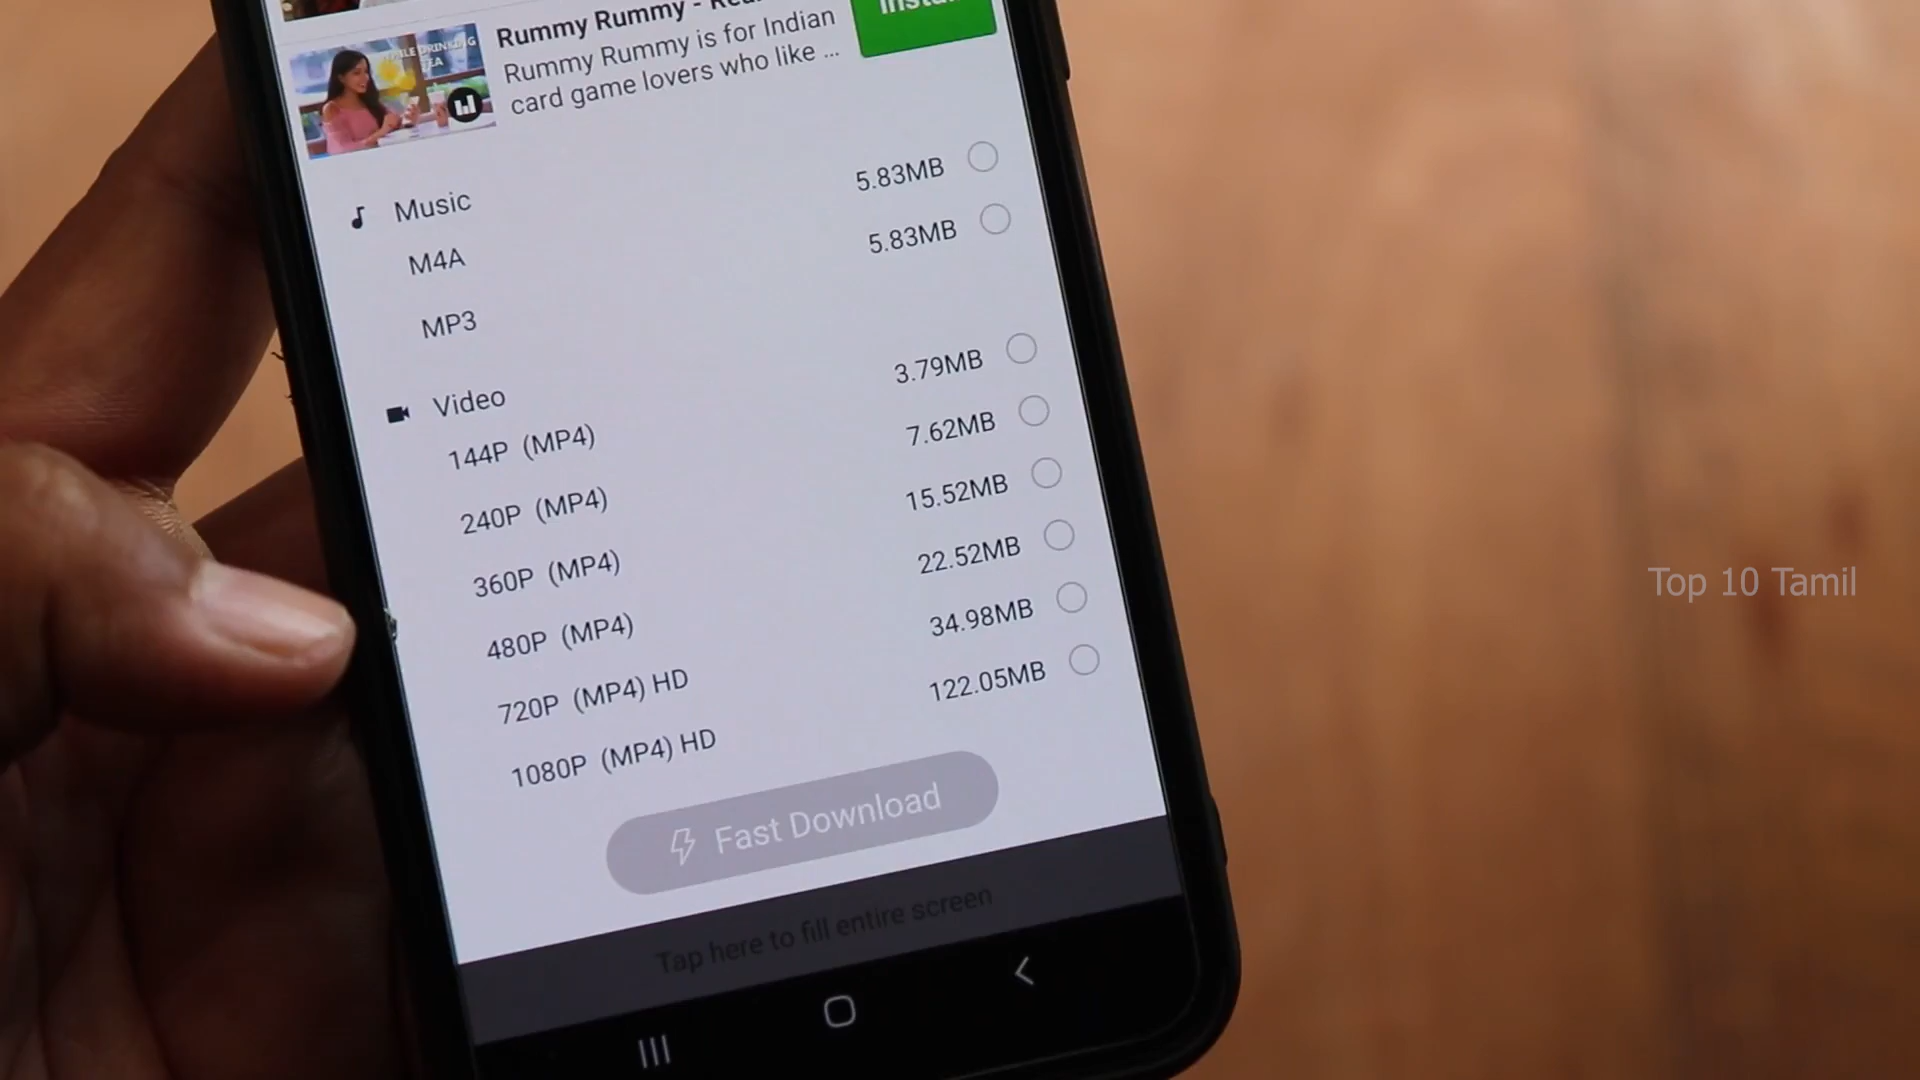 Rummy Rummy -
Rummy Rummy is for Indian
card game lovers who like ...
DRINKING
Music
M4A 5.83MB
MP3 5.83MB
Video
144P (MP4) 3.79MB
240P (MP4) 7.62MB
360P (MP4) 15.52MB
480P (MP4) 22.52MB
720P (MP4) HD 34.98MB
1080P (MP4) HD 122.05MB
Fast Download
Tap here to fill entire screen
Top 10 Tamil